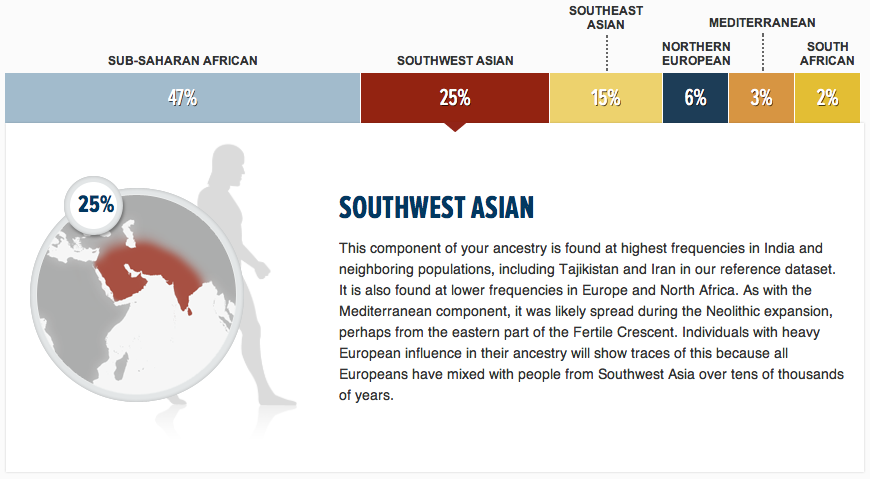 SUB-SAHARAN AFRICAN
SOUTHWEST ASIAN
SOUTHEAST
ASIAN
NORTHERN
EUROPEAN
MEDITERRANEAN
SOUTH
AFRICAN
47%
25%
15%
6%
3%
2%
25%
SOUTHWEST ASIAN
This component of your ancestry is found at highest frequencies in India and
neighboring populations, including Tajikistan and Iran in our reference dataset.
It is also found at lower frequencies in Europe and North Africa. As with the
Mediterranean component, it was likely spread during the Neolithic expansion,
perhaps from the eastern part of the Fertile Crescent. Individuals with heavy
European influence in their ancestry will show traces of this because all
Europeans have mixed with people from Southwest Asia over tens of thousands
of years.